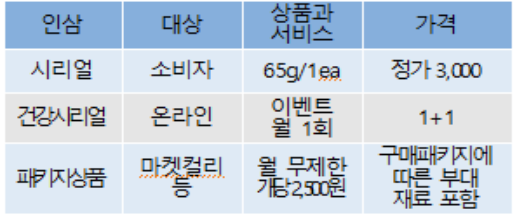 인삼 대상 상품과 서비스 가격
시리얼 소비자 65g/1ea 정가 3,000
건강시리얼 온라인 이벤트 월 1회 1+1
패키지상품 마켓컬리 등 월 무제한 개당2,500원 구매패키지에 따른 부대 재료 포함